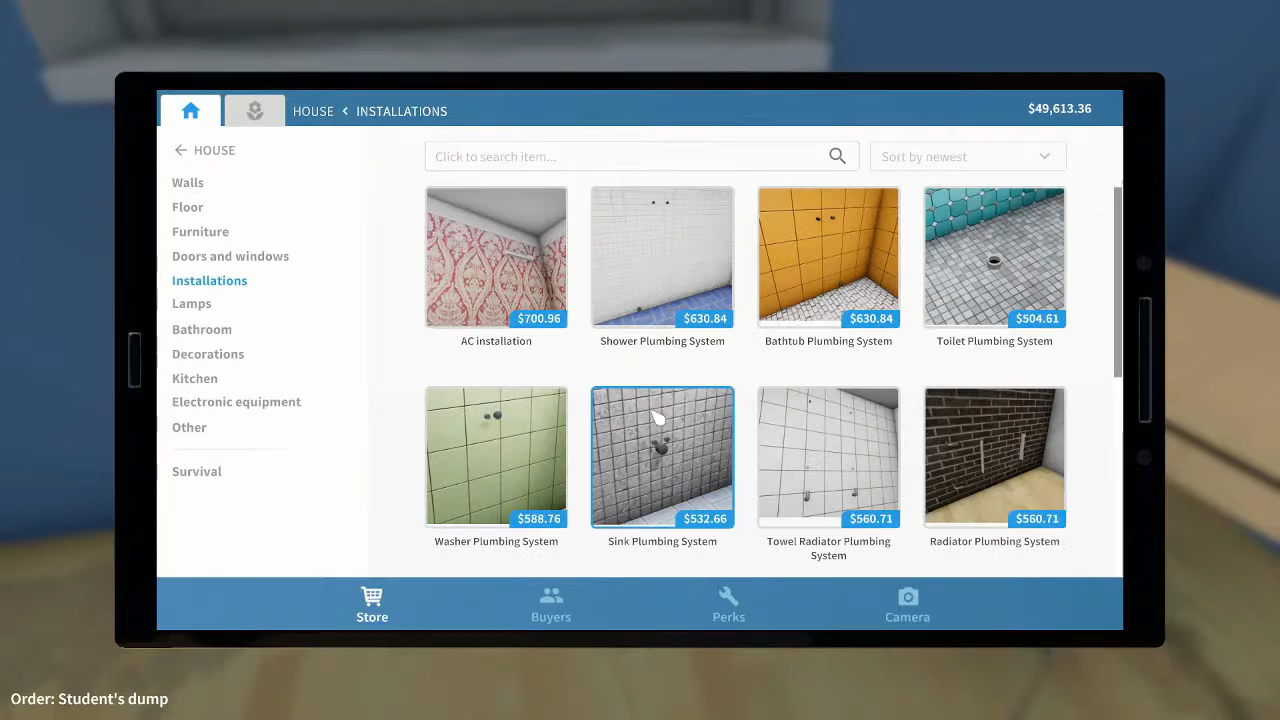 HOUSE < INSTALLATIONS
$49,613.36
HOUSE
Walls
Floor
Furniture
Doors and windows
Installations
Lamps
Bathroom
Decorations
Kitchen
Electronic equipment
Other
Survival
Click to search item...
Sort by newest
$700.96
AC installation
$630.84
Shower Plumbing System
$630.84
Bathtub Plumbing System
$504.61
Toilet Plumbing System
$588.76
Washer Plumbing System
$532.66
Sink Plumbing System
$560.71
Towel Radiator Plumbing
System
$560.71
Radiator Plumbing System
Store
Buyers
Perks
Camera
Order: Student's dump